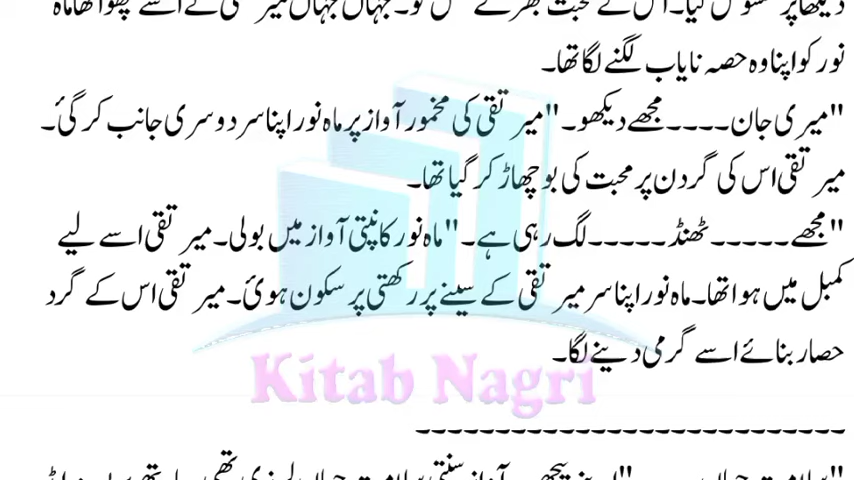 نور کو اپنا وہ حصہ نایاب لگنے لگا تھا۔
"میری جان۔۔۔۔ مجھے دیکھو۔" میر تقی کی مخمور آواز پر ماہ نور اپنا سر دوسری جانب کر گئی۔
میر تقی اس کی گردن پر محبت کی بوچھاڑ کر گیا تھا۔
"مجھے۔۔۔۔۔ ٹھنڈ۔۔۔۔۔ لگ رہی ہے۔" ماہ نور کانپتی آواز میں بولی۔ میر تقی اسے لیے
کمبل میں ہوا تھا۔ ماہ نور اپنا سر میر تقی کے سینے پر رکھتی پر سکون ہوئ۔ میر تقی اس کے گرد
حصار بنائے اسے گرمی دینے لگا۔
Kitab Nagri